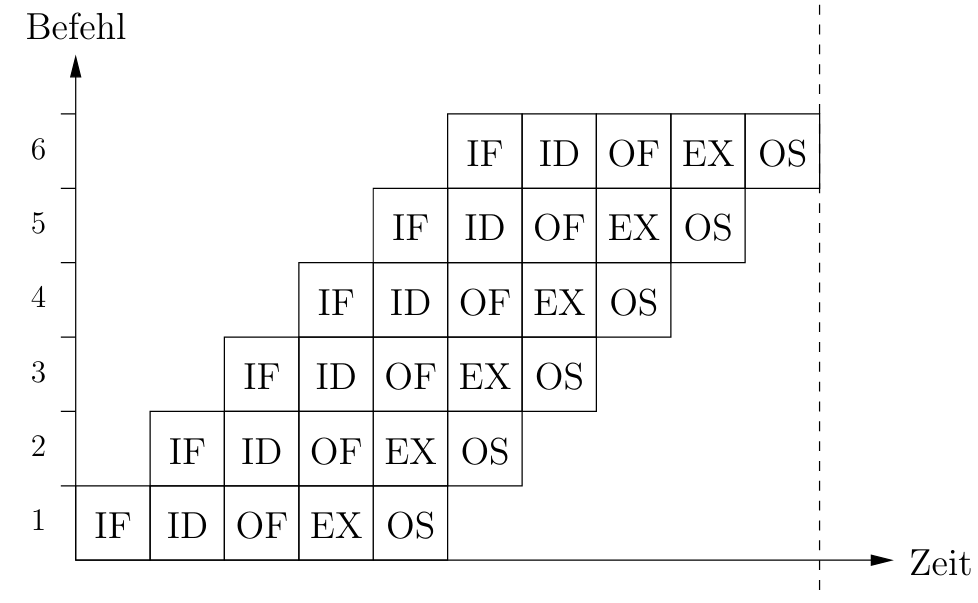 Befehl
6 IF ID OF EX OS
5 IF ID OF EX OS
4 IF ID OF EX OS
3 IF ID OF EX OS
2 IF ID OF EX OS
1 IF ID OF EX OS
Zeit